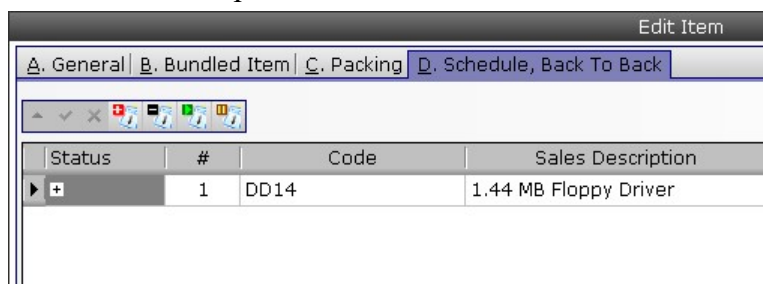 Edit Item
A. General B. Bundled Item C. Packing D. Schedule, Back To Back
Status # Code Sales Description
1 DD14 1.44 MB Floppy Driver